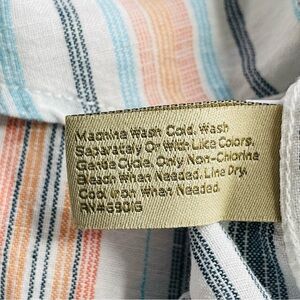 Machine Wash Cold. Wash
Separately Or With Like Colors.
Gentle Cycle. Only Non-Chlorine
Bleach When Needed. Line Dry.
Cool Iron When Needed.
RN#69016